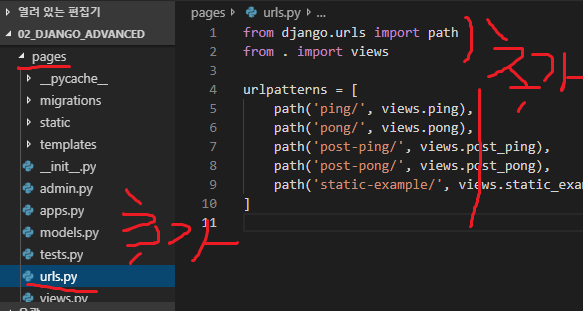 열려 있는 편집기
02_DJANGO_ADVANCED
pages
__pycache__
migrations
static
templates
__init__.py
admin.py
apps.py
models.py
tests.py
urls.py
views.py
pages > urls.py > ...
1 from django.urls import path
2 from . import views
3
4 urlpatterns = [
5 path('ping/', views.ping),
6 path('pong/', views.pong),
7 path('post-ping/', views.post_ping),
8 path('post-pong/', views.post_pong),
9 path('static-example/', views.static_exa
10 ]
11
추가
추가